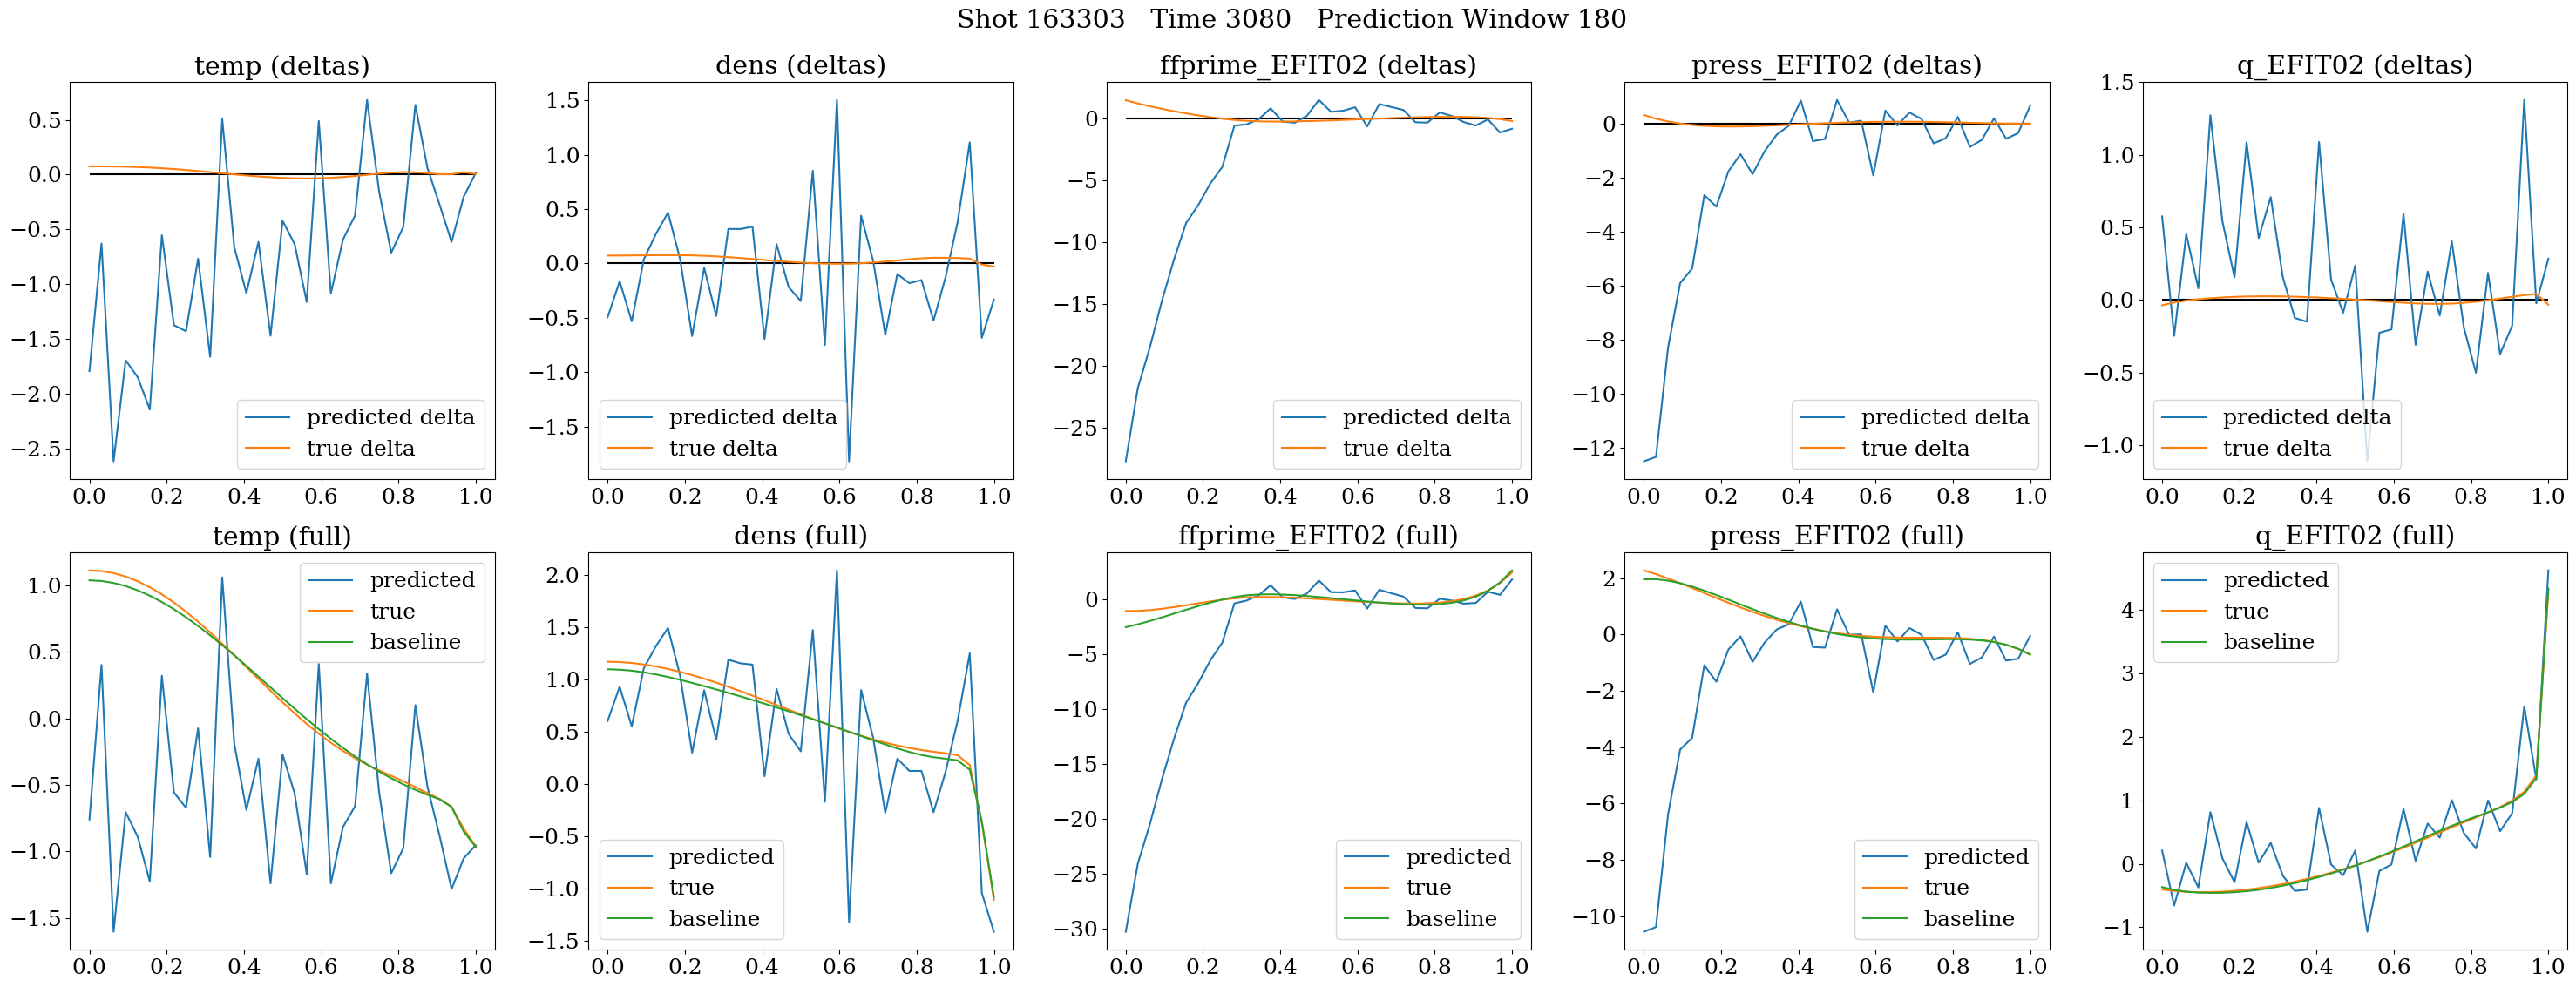 Shot 163303   Time 3080   Prediction Window 180
temp (deltas)
0.5
0.0
−0.5
−1.0
−1.5
−2.0
−2.5
predicted delta
true delta
0.0 0.2 0.4 0.6 0.8 1.0
dens (deltas)
1.5
1.0
0.5
0.0
−0.5
−1.0
−1.5
predicted delta
true delta
0.0 0.2 0.4 0.6 0.8 1.0
ffprime_EFIT02 (deltas)
0
−5
−10
−15
−20
−25
predicted delta
true delta
0.0 0.2 0.4 0.6 0.8 1.0
press_EFIT02 (deltas)
0
−2
−4
−6
−8
−10
−12
predicted delta
true delta
0.0 0.2 0.4 0.6 0.8 1.0
q_EFIT02 (deltas)
1.5
1.0
0.5
0.0
−0.5
−1.0
predicted delta
true delta
0.0 0.2 0.4 0.6 0.8 1.0
temp (full)
1.0
0.5
0.0
−0.5
−1.0
−1.5
predicted
true
baseline
0.0 0.2 0.4 0.6 0.8 1.0
dens (full)
2.0
1.5
1.0
0.5
0.0
−0.5
−1.0
−1.5
predicted
true
baseline
0.0 0.2 0.4 0.6 0.8 1.0
ffprime_EFIT02 (full)
0
−5
−10
−15
−20
−25
−30
predicted
true
baseline
0.0 0.2 0.4 0.6 0.8 1.0
press_EFIT02 (full)
2
0
−2
−4
−6
−8
−10
predicted
true
baseline
0.0 0.2 0.4 0.6 0.8 1.0
q_EFIT02 (full)
4
3
2
1
0
−1
predicted
true
baseline
0.0 0.2 0.4 0.6 0.8 1.0